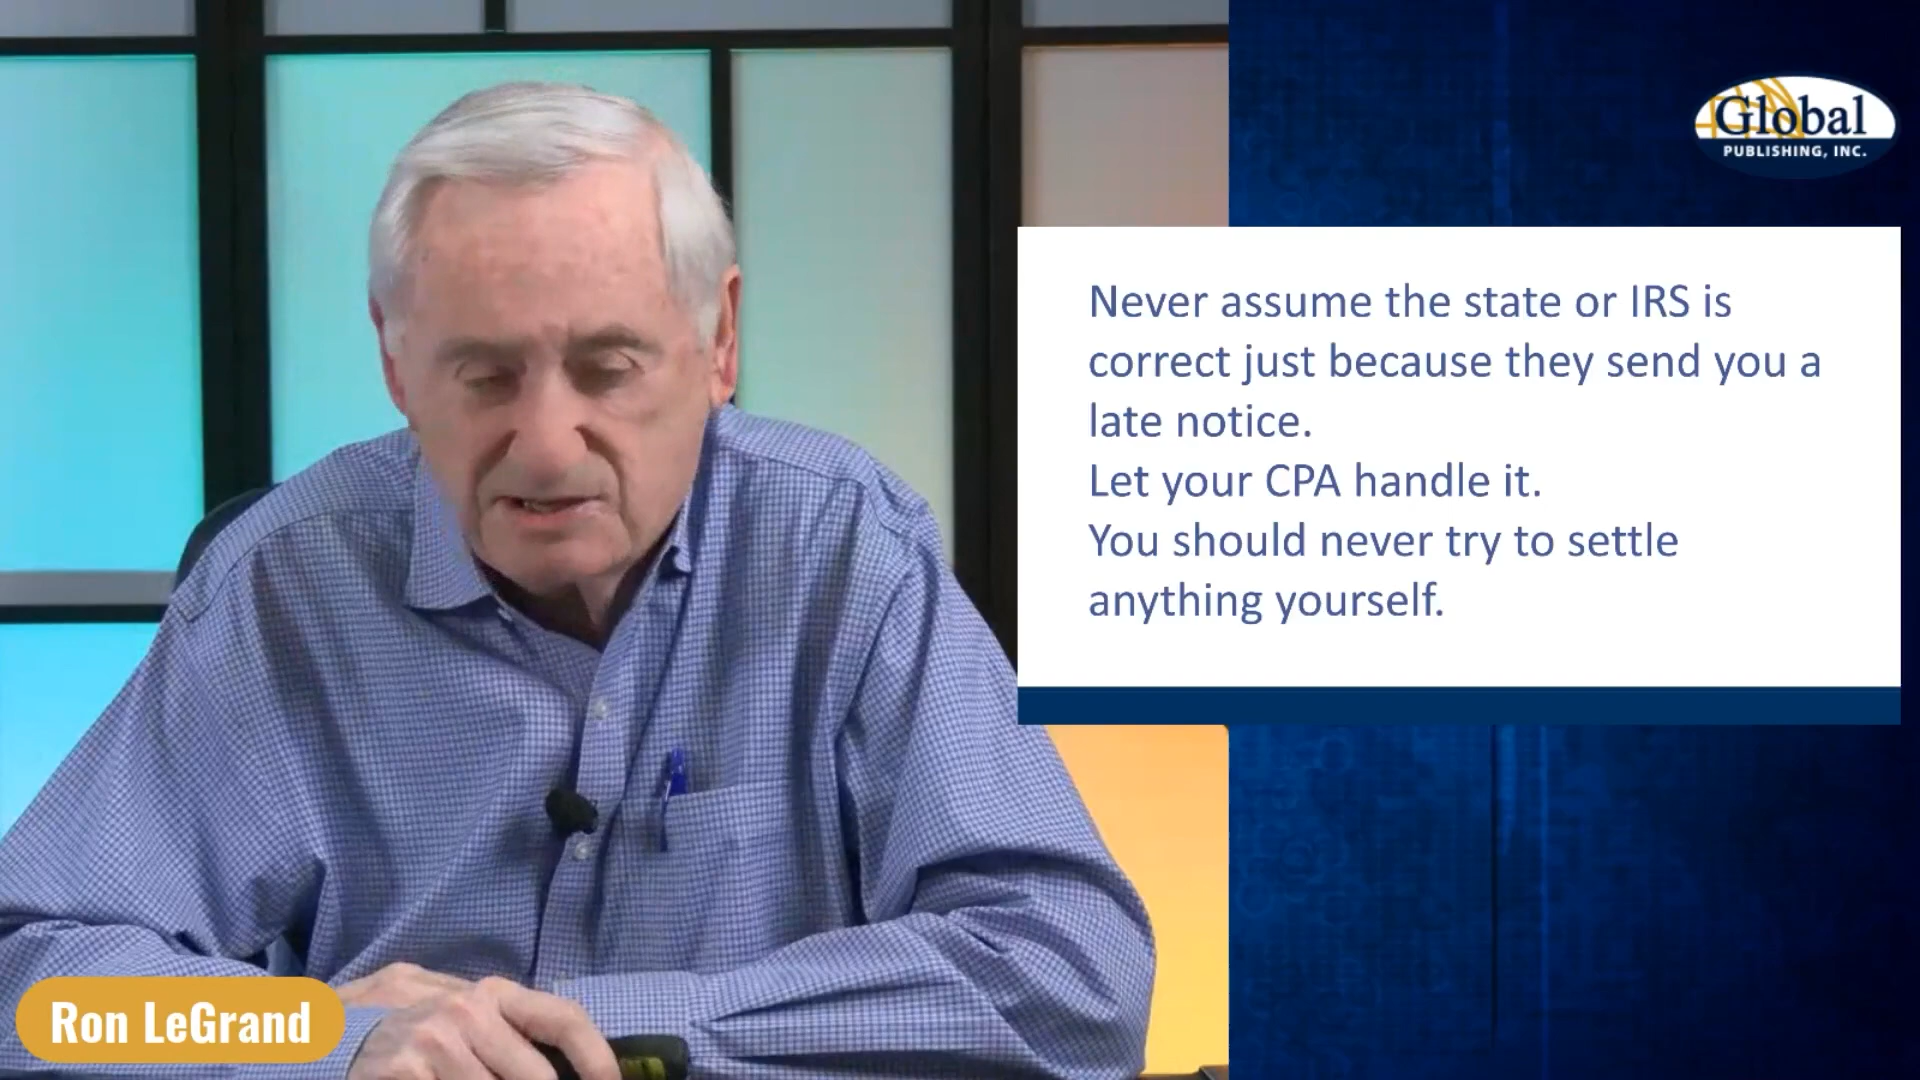 Global
PUBLISHING, INC.
Never assume the state or IRS is
correct just because they send you a
late notice.
Let your CPA handle it.
You should never try to settle
anything yourself.
Ron LeGrand